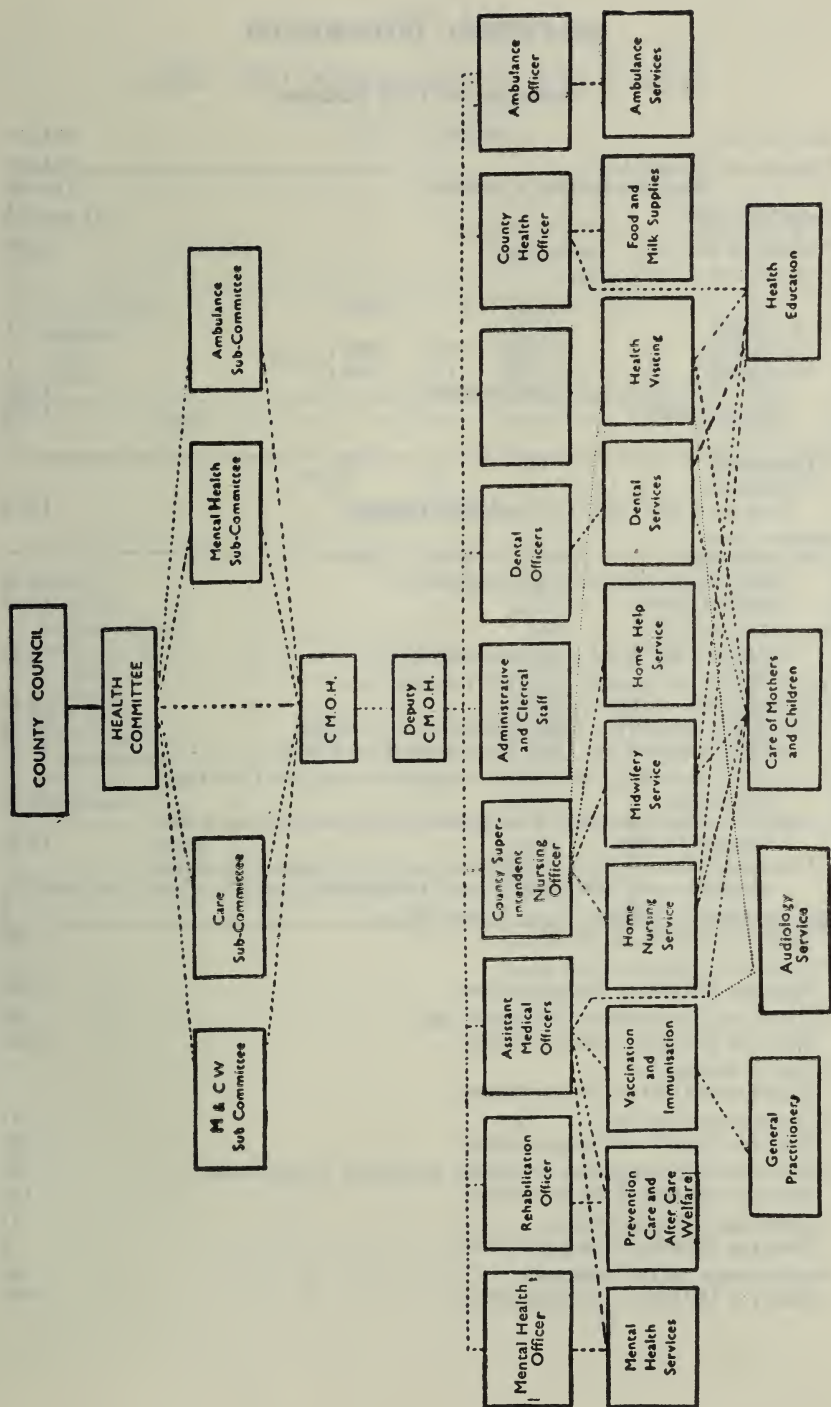 COUNTY COUNCIL
HEALTH
COMMITTEE
M & C W
Sub Committee
Care
Sub-Committee
Mental Health
Sub-Committee
Ambulance
Sub-Committee
C M.O.H.
Deputy
C M.O.H.
Mental Health
Officer
Rehabilitation
Officer
Assistant
Medical
Officers
County Super-
intendent
Nursing
Officer
Administrative
and Clerical
Staff
Dental
Officers
County
Health
Officer
Ambulance
Officer
Mental
Health
Services
Prevention
Care and
After Care
Welfare
Vaccination
and
Immunisation
Home
Nursing
Service
Midwifery
Service
Home Help
Service
Dental
Services
Health
Visiting
Food and
Milk Supplies
Ambulance
Services
General
Practitioners
Audiology
Service
Care of Mothers
and Children
Health
Education